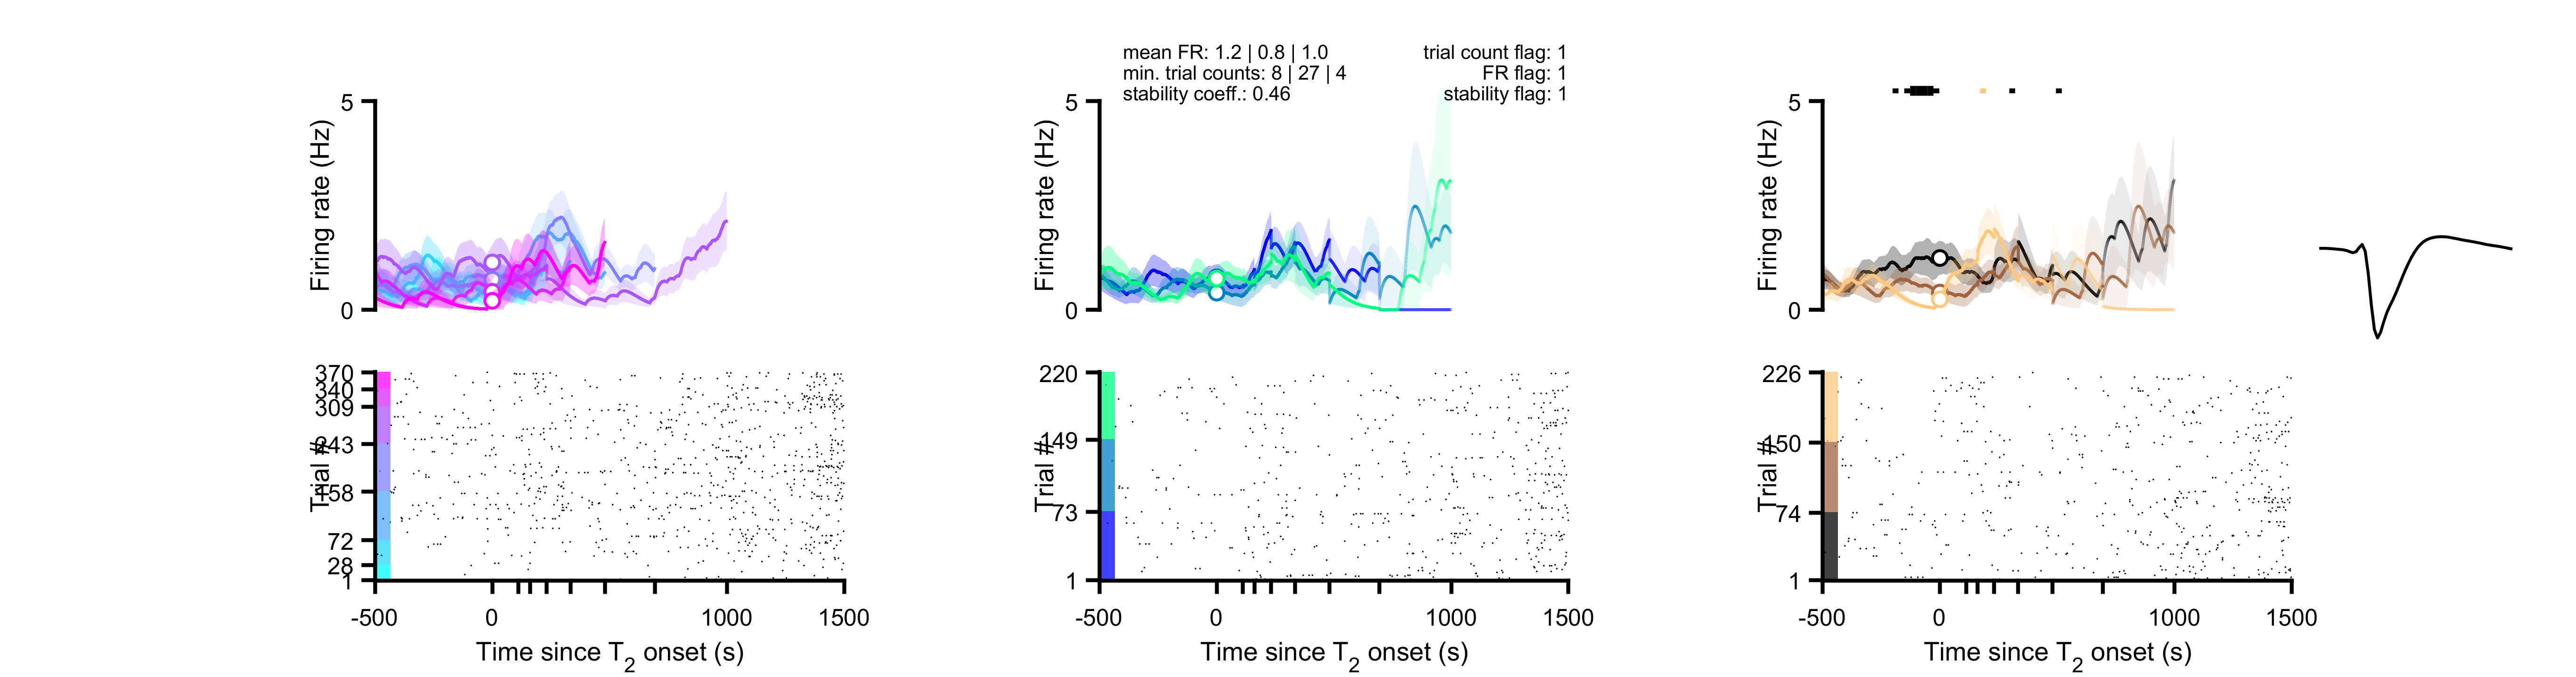 mean FR: 1.2 | 0.8 | 1.0
min. trial counts: 8 | 27 | 4
stability coeff.: 0.46
trial count flag: 1
FR flag: 1
stability flag: 1
5
0
Firing rate (Hz)
5
0
Firing rate (Hz)
5
0
Firing rate (Hz)
370
340
309
243
158
72
28
1
Trial #
-500
0
1000
1500
Time since T2 onset (s)
220
149
73
1
Trial #
-500
0
1000
1500
Time since T2 onset (s)
226
150
74
1
Trial #
-500
0
1000
1500
Time since T2 onset (s)